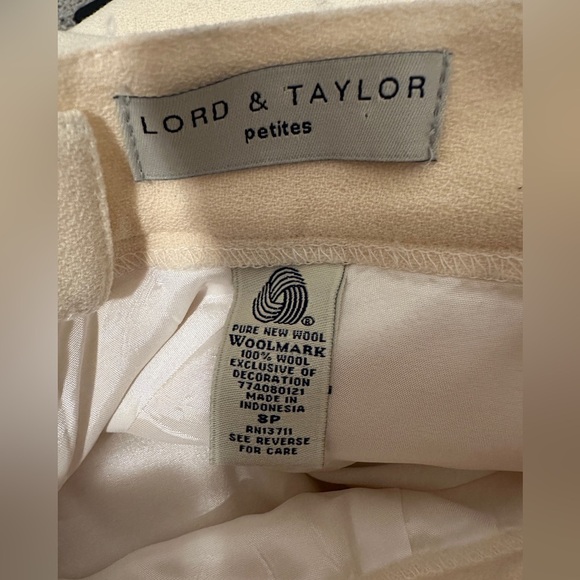 LORD & TAYLOR
petites
®
PURE NEW WOOL
WOOLMARK
100% WOOL
EXCLUSIVE OF
DECORATION
774080121
MADE IN
INDONESIA
8P
RN13711
SEE REVERSE
FOR CARE